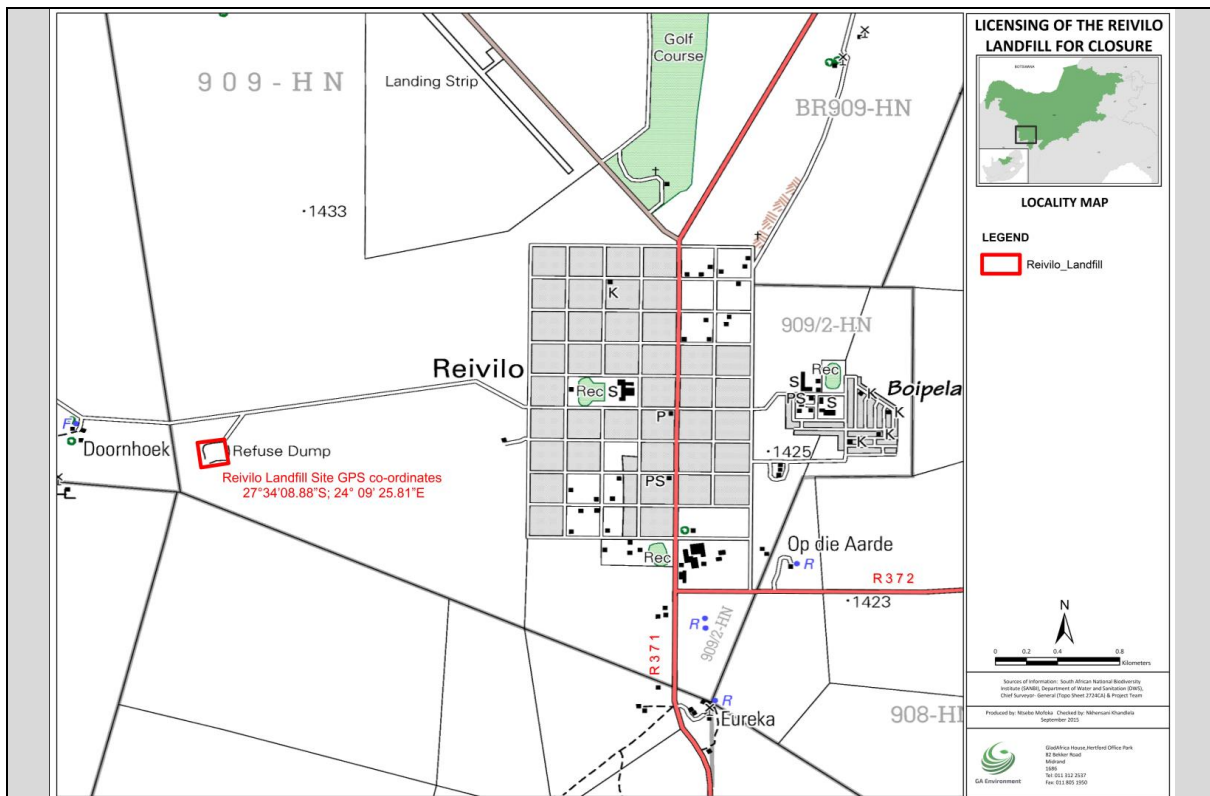 Golf
Course
909-HN
Landing Strip
BR909-HN
·1433
K
909/2-HN
Reivilo
Rec
S
Rec
S
PS
S
Boipela
K
K
K
K
P
F
Doornhoek
Refuse Dump
·1425
Reivilo Landfill Site GPS co-ordinates
27°34'08.88"S; 24° 09' 25.81"E
PS
Rec
Op die Aarde
R
R372
·1423
R
909/2-HN
R371
R
Eureka
908-HN
LICENSING OF THE REIVILO
LANDFILL FOR CLOSURE
BOTSWANA
LOCALITY MAP
LEGEND
Reivilo_Landfill
N
0 0.2 0.4 0.8
Kilometers
Sources of Information: South African National Biodiversity
Institute (SANBI), Department of Water and Sanitation (DWS),
Chief Surveyor- General (Topo Sheet 2724CA) & Project Team
Produced by: Ntsebo Mofeka Checked by: Nkhensani Khandlela
September 2015
GladAfrica House,Hertford Office Park
82 Bekker Road
Midrand
1686
Tel: 011 312 2537
Fax: 011 805 1950
GA Environment